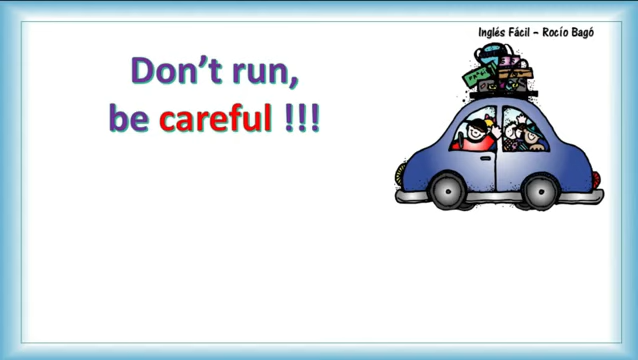 Inglés Fácil – Rocío Bagó
Don't run,
be careful !!!